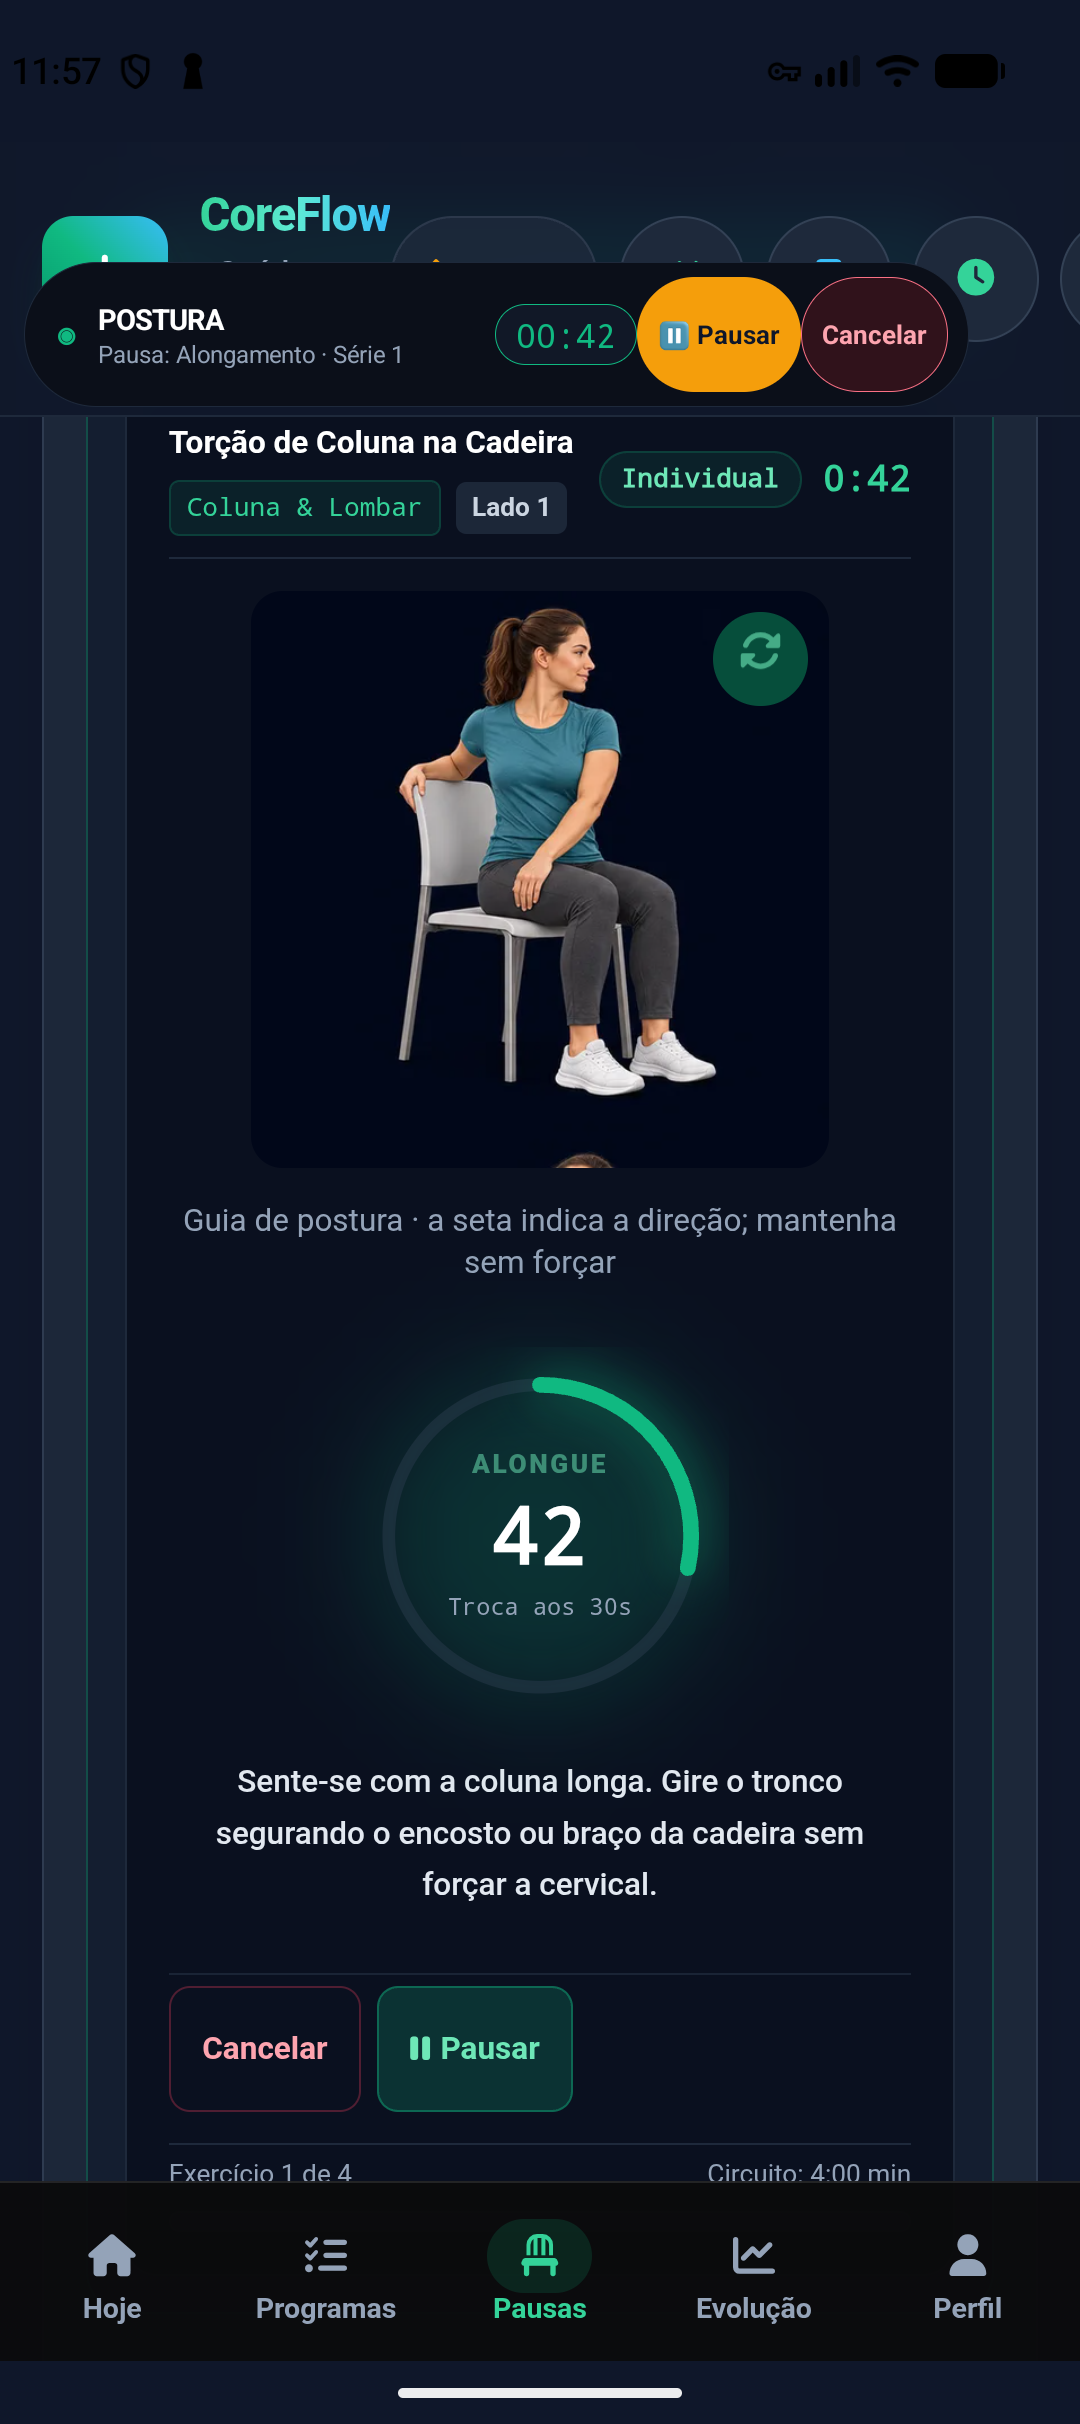 11:57
CoreFlow
POSTURA
Pausa: Alongamento · Série 1
00:42
Pausar
Cancelar
Torção de Coluna na Cadeira
Coluna & Lombar
Lado 1
Individual
0:42
Guia de postura · a seta indica a direção; mantenha
sem forçar
ALONGUE
42
Troca aos 30s
Sente-se com a coluna longa. Gire o tronco
segurando o encosto ou braço da cadeira sem
forçar a cervical.
Cancelar
Pausar
Exercício 1 de 4
Circuito: 4:00 min
Hoje
Programas
Pausas
Evolução
Perfil